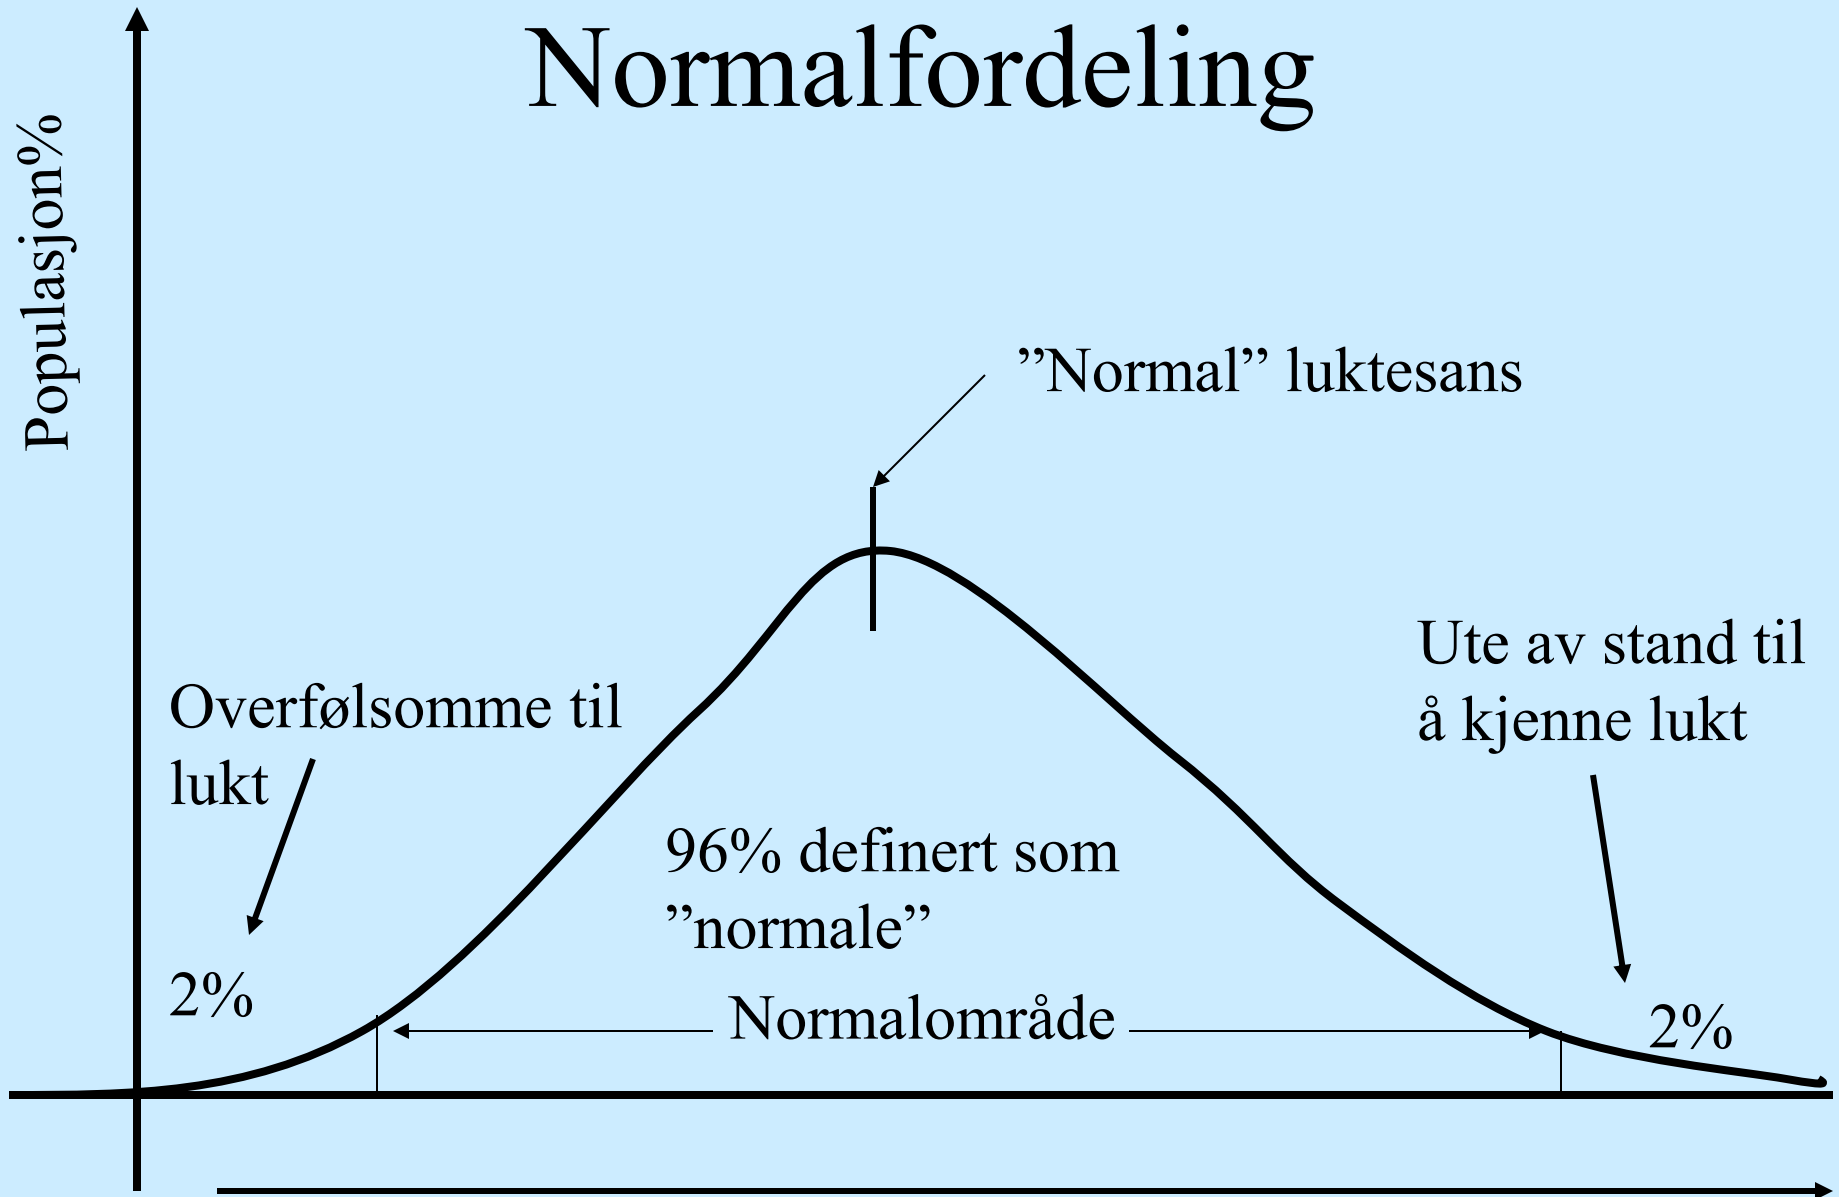 Normalfordeling
Populasjon%
”Normal” luktesans
Ute av stand til
å kjenne lukt
Overfølsomme til
lukt
96% definert som
”normale”
2%
Normalområde
2%